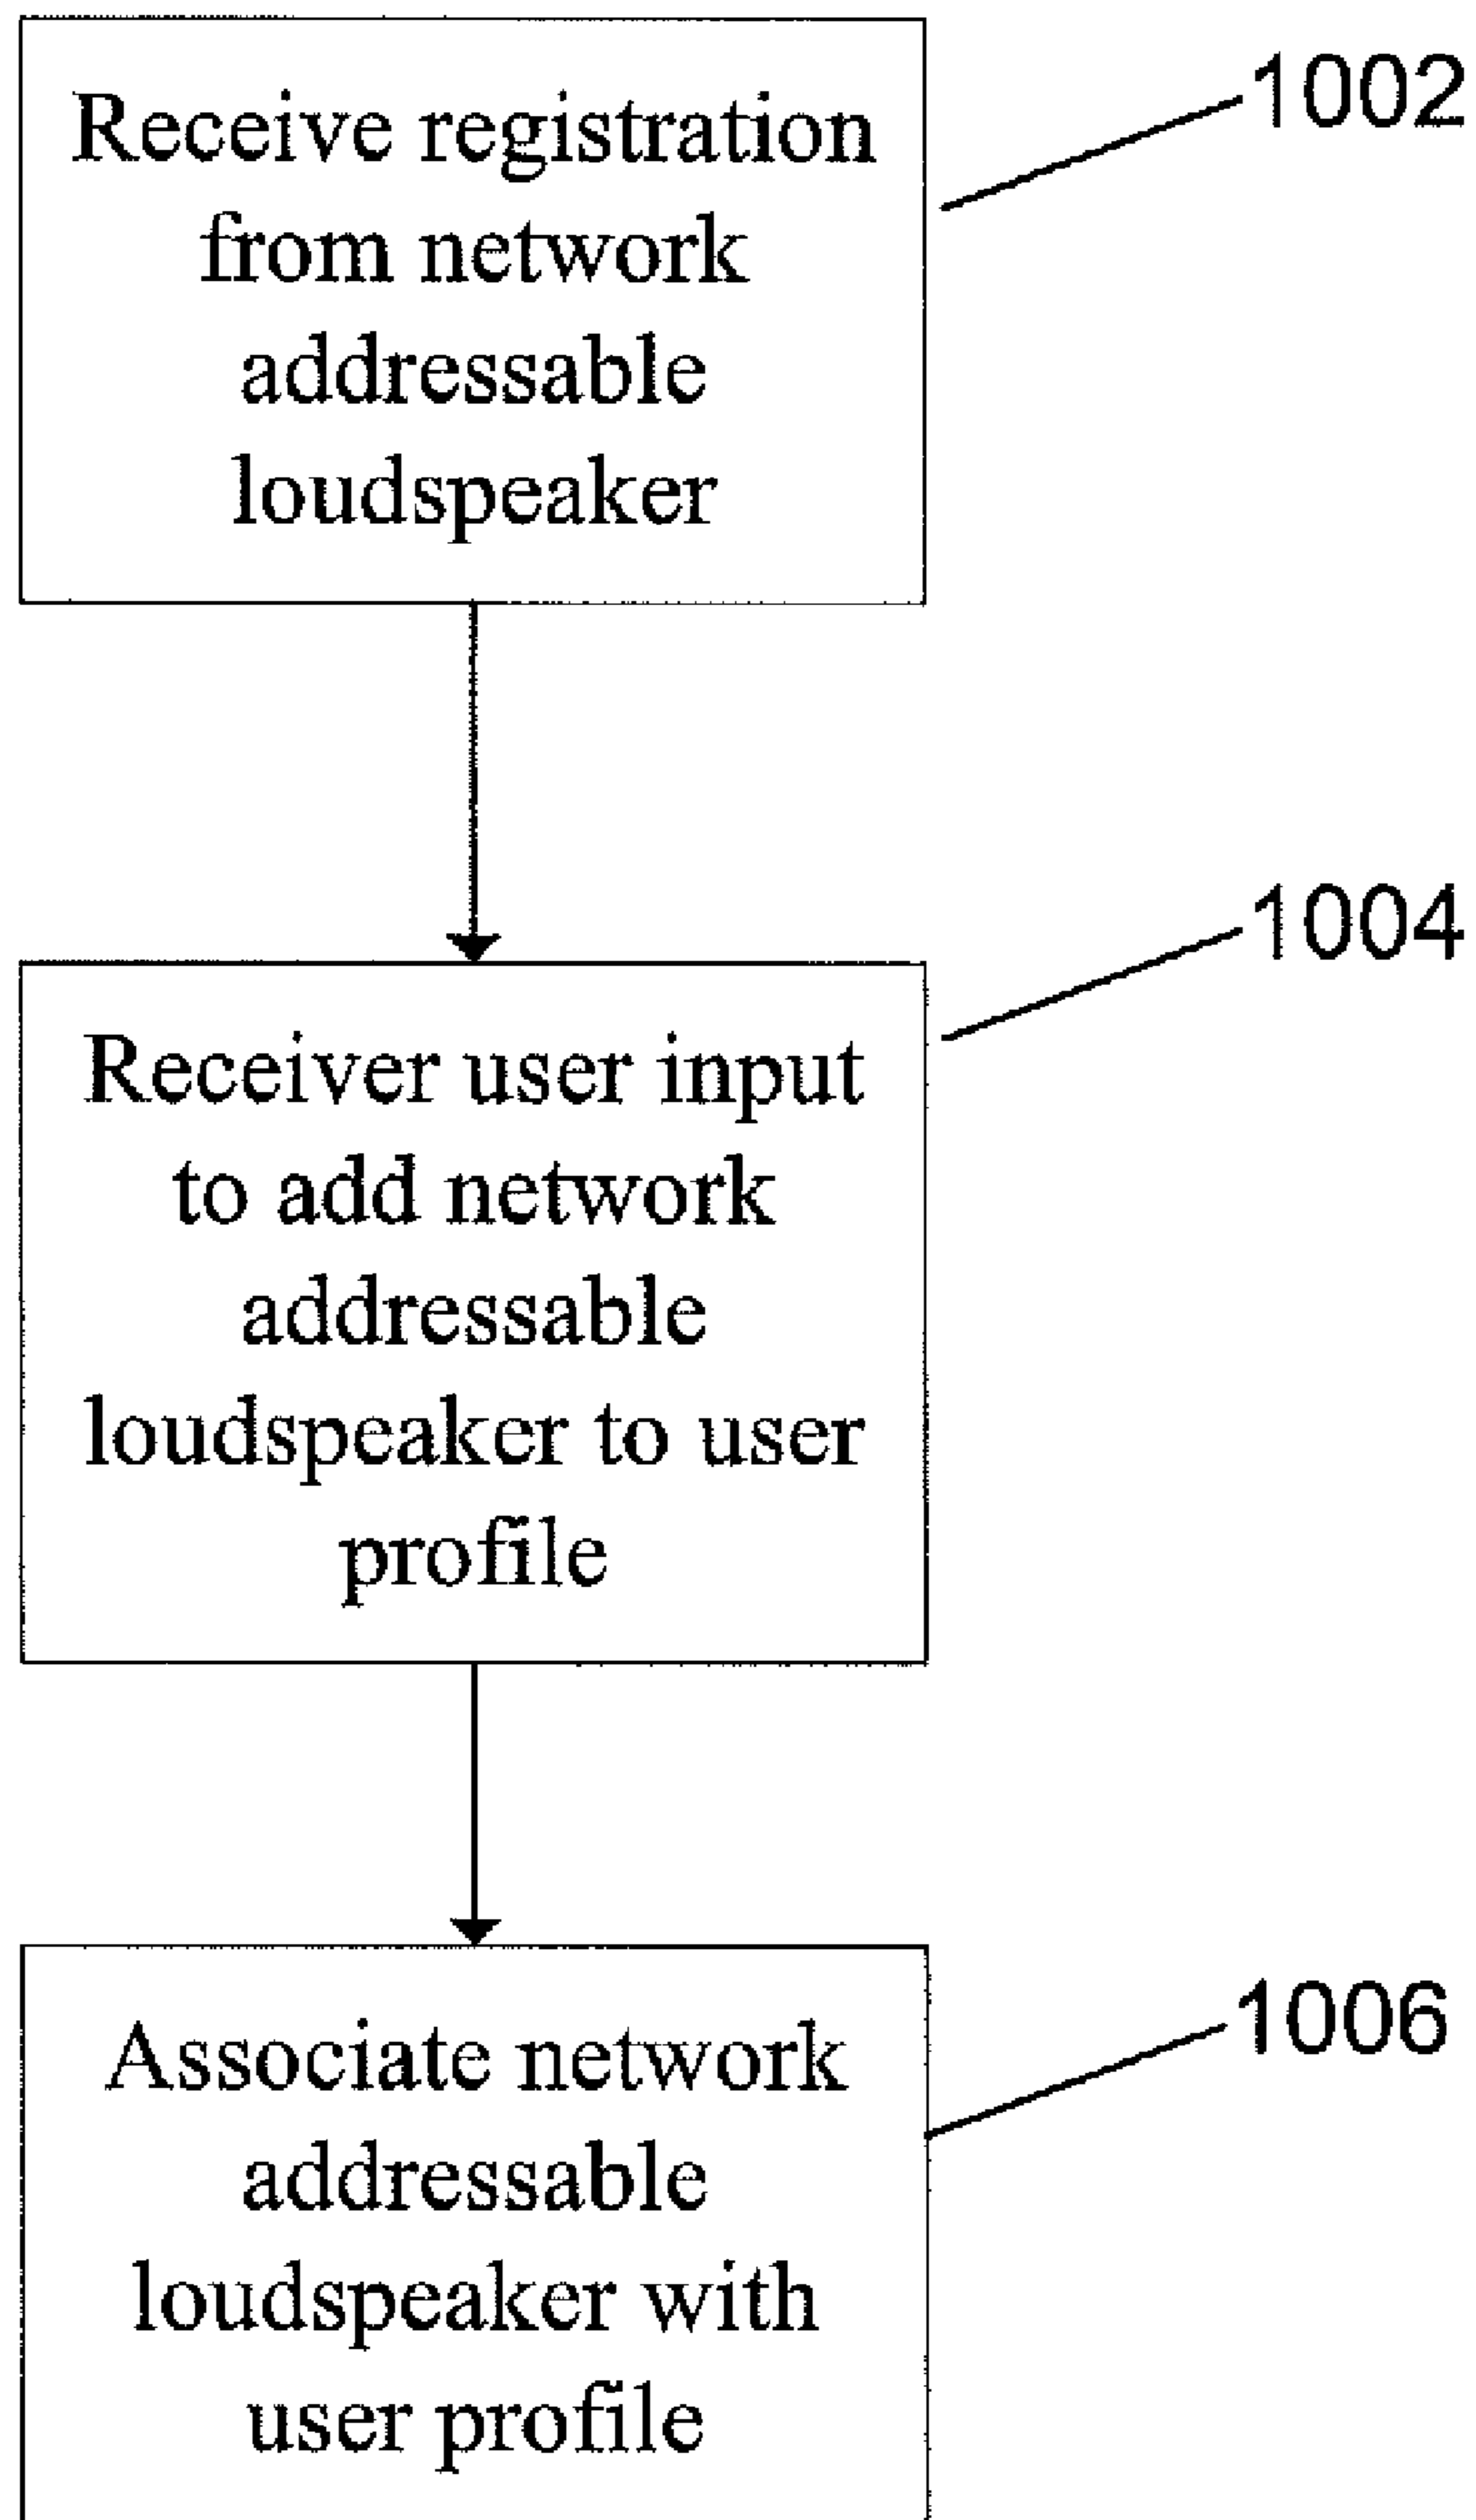 Receive registration
from network
addressable
loudspeaker
1002
Receiver user input
to add network
addressable
loudspeaker to user
profile
1004
Associate network
addressable
loudspeaker with
user profile
1006